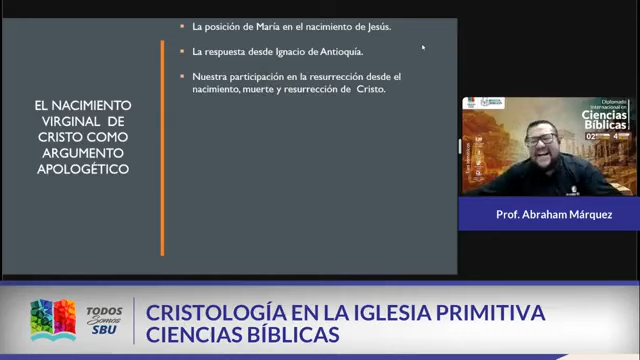 La posición de María en el nacimiento de Jesús.
La respuesta desde Ignacio de Antioquía.
Nuestra participación en la resurrección desde el
nacimiento, muerte y resurrección de Cristo.
EL NACIMIENTO
VIRGINAL DE
CRISTO COMO
ARGUMENTO
APOLOGÉTICO
Diplomado
Internacional en
Ciencias
Bíblicas
02
4
Prof. Abraham Márquez
TODOS
Somos
SBU
CRISTOLOGÍA EN LA IGLESIA PRIMITIVA
CIENCIAS BÍBLICAS